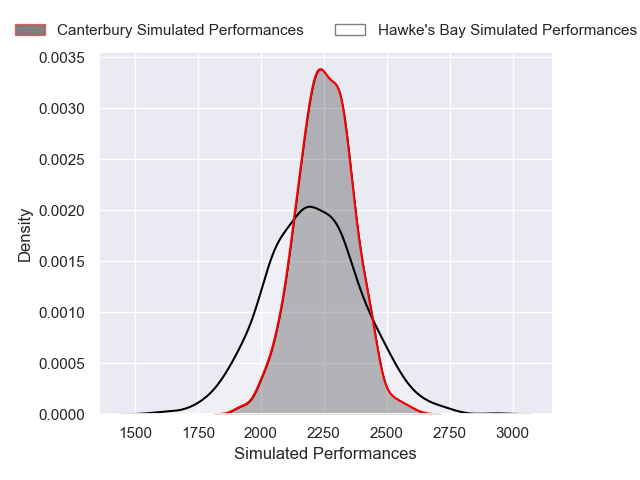 Canterbury Simulated Performances
Hawke's Bay Simulated Performances
0.0035
0.0030
0.0025
0.0020
0.0015
0.0010
0.0005
0.0000
Density
1500 1750 2000 2250 2500 2750 3000
Simulated Performances